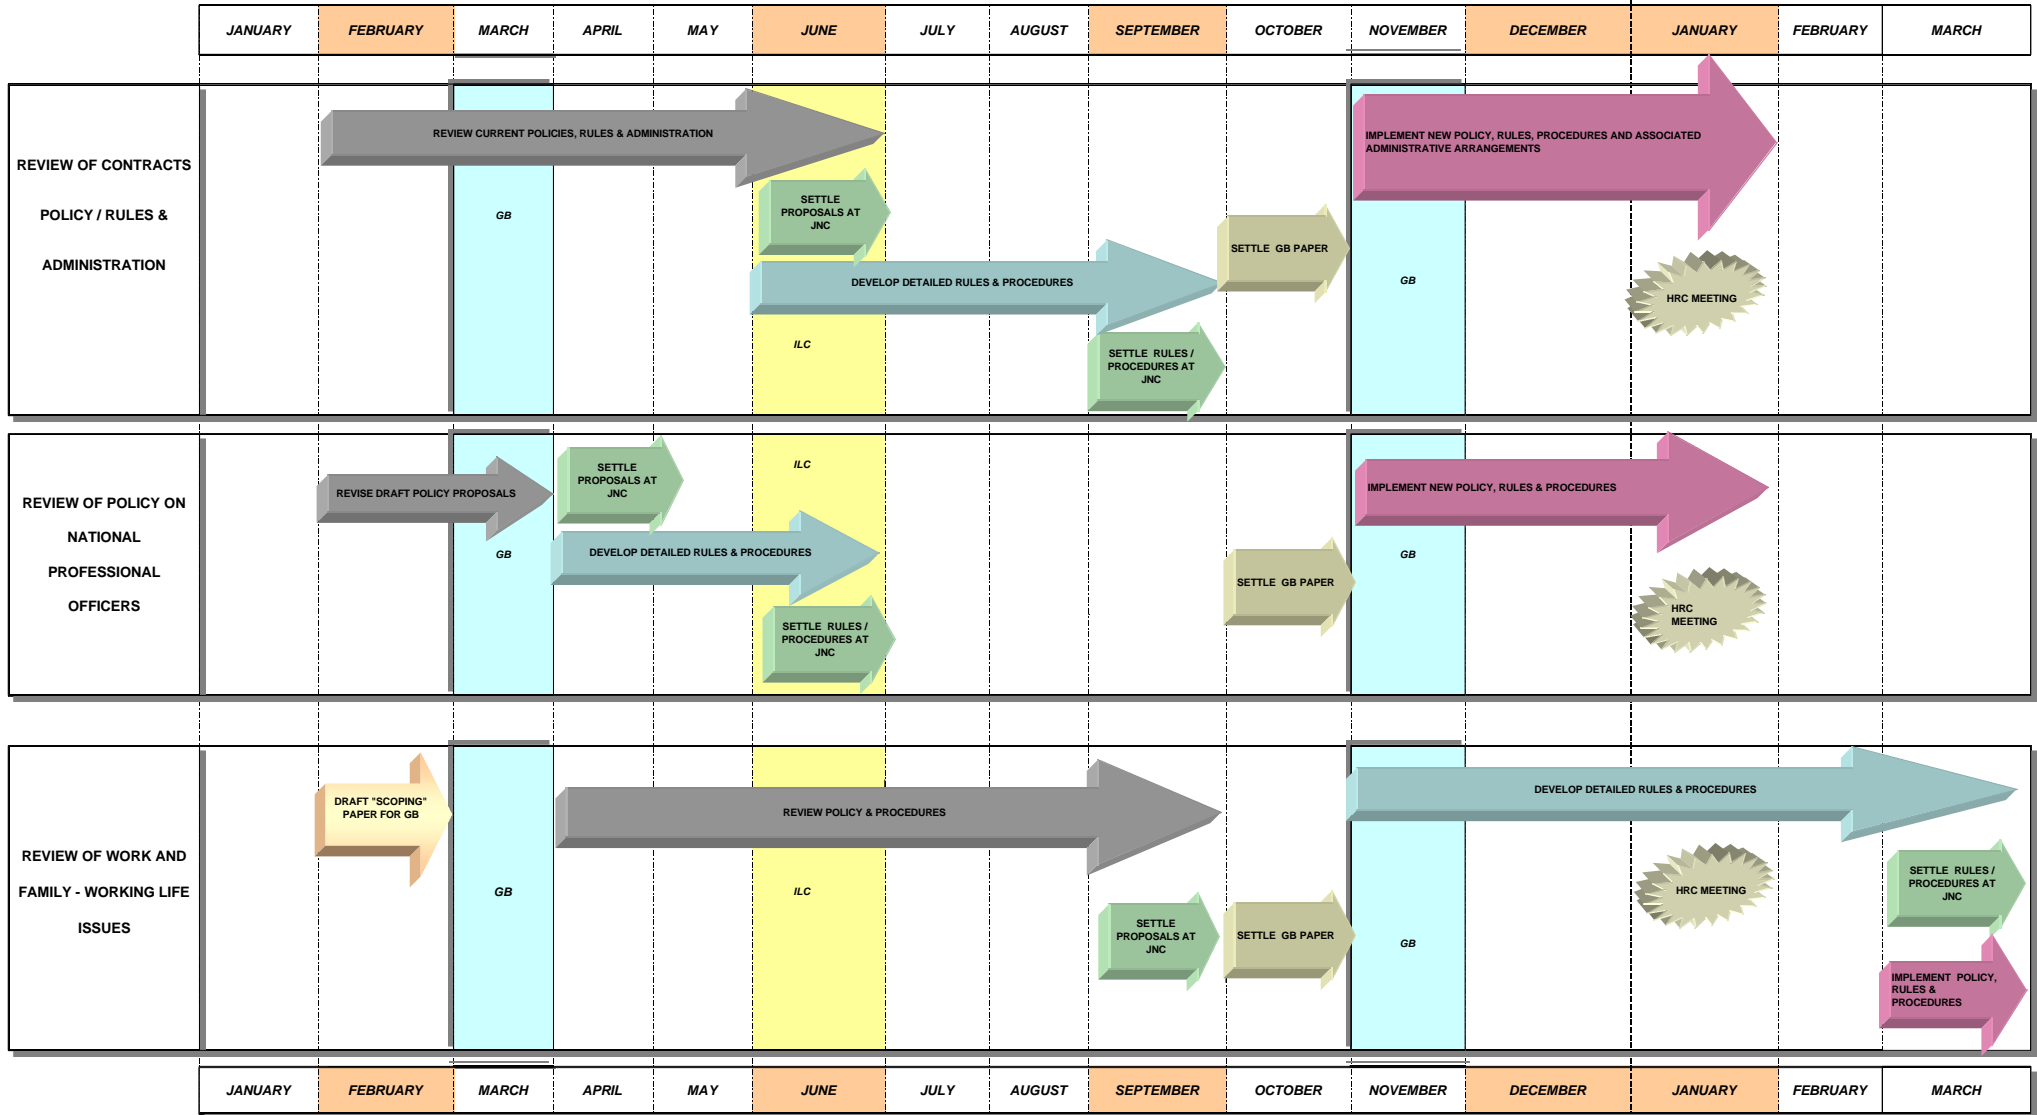 JANUARY FEBRUARY MARCH APRIL MAY JUNE JULY AUGUST SEPTEMBER OCTOBER NOVEMBER DECEMBER JANUARY FEBRUARY MARCH
REVIEW OF CONTRACTS
POLICY / RULES &
ADMINISTRATION
REVIEW CURRENT POLICIES, RULES & ADMINISTRATION
GB
SETTLE
PROPOSALS AT
JNC
DEVELOP DETAILED RULES & PROCEDURES
ILC
SETTLE RULES /
PROCEDURES AT
JNC
SETTLE GB PAPER
IMPLEMENT NEW POLICY, RULES, PROCEDURES AND ASSOCIATED
ADMINISTRATIVE ARRANGEMENTS
GB
HRC MEETING
REVIEW OF POLICY ON
NATIONAL
PROFESSIONAL
OFFICERS
REVISE DRAFT POLICY PROPOSALS
GB
SETTLE
PROPOSALS AT
JNC
ILC
DEVELOP DETAILED RULES & PROCEDURES
SETTLE RULES /
PROCEDURES AT
JNC
SETTLE GB PAPER
IMPLEMENT NEW POLICY, RULES & PROCEDURES
GB
HRC
MEETING
REVIEW OF WORK AND
FAMILY - WORKING LIFE
ISSUES
DRAFT "SCOPING"
PAPER FOR GB
GB
REVIEW POLICY & PROCEDURES
ILC
SETTLE
PROPOSALS AT
JNC
SETTLE GB PAPER
DEVELOP DETAILED RULES & PROCEDURES
GB
HRC MEETING
SETTLE RULES /
PROCEDURES AT
JNC
IMPLEMENT POLICY,
RULES &
PROCEDURES
JANUARY FEBRUARY MARCH APRIL MAY JUNE JULY AUGUST SEPTEMBER OCTOBER NOVEMBER DECEMBER JANUARY FEBRUARY MARCH